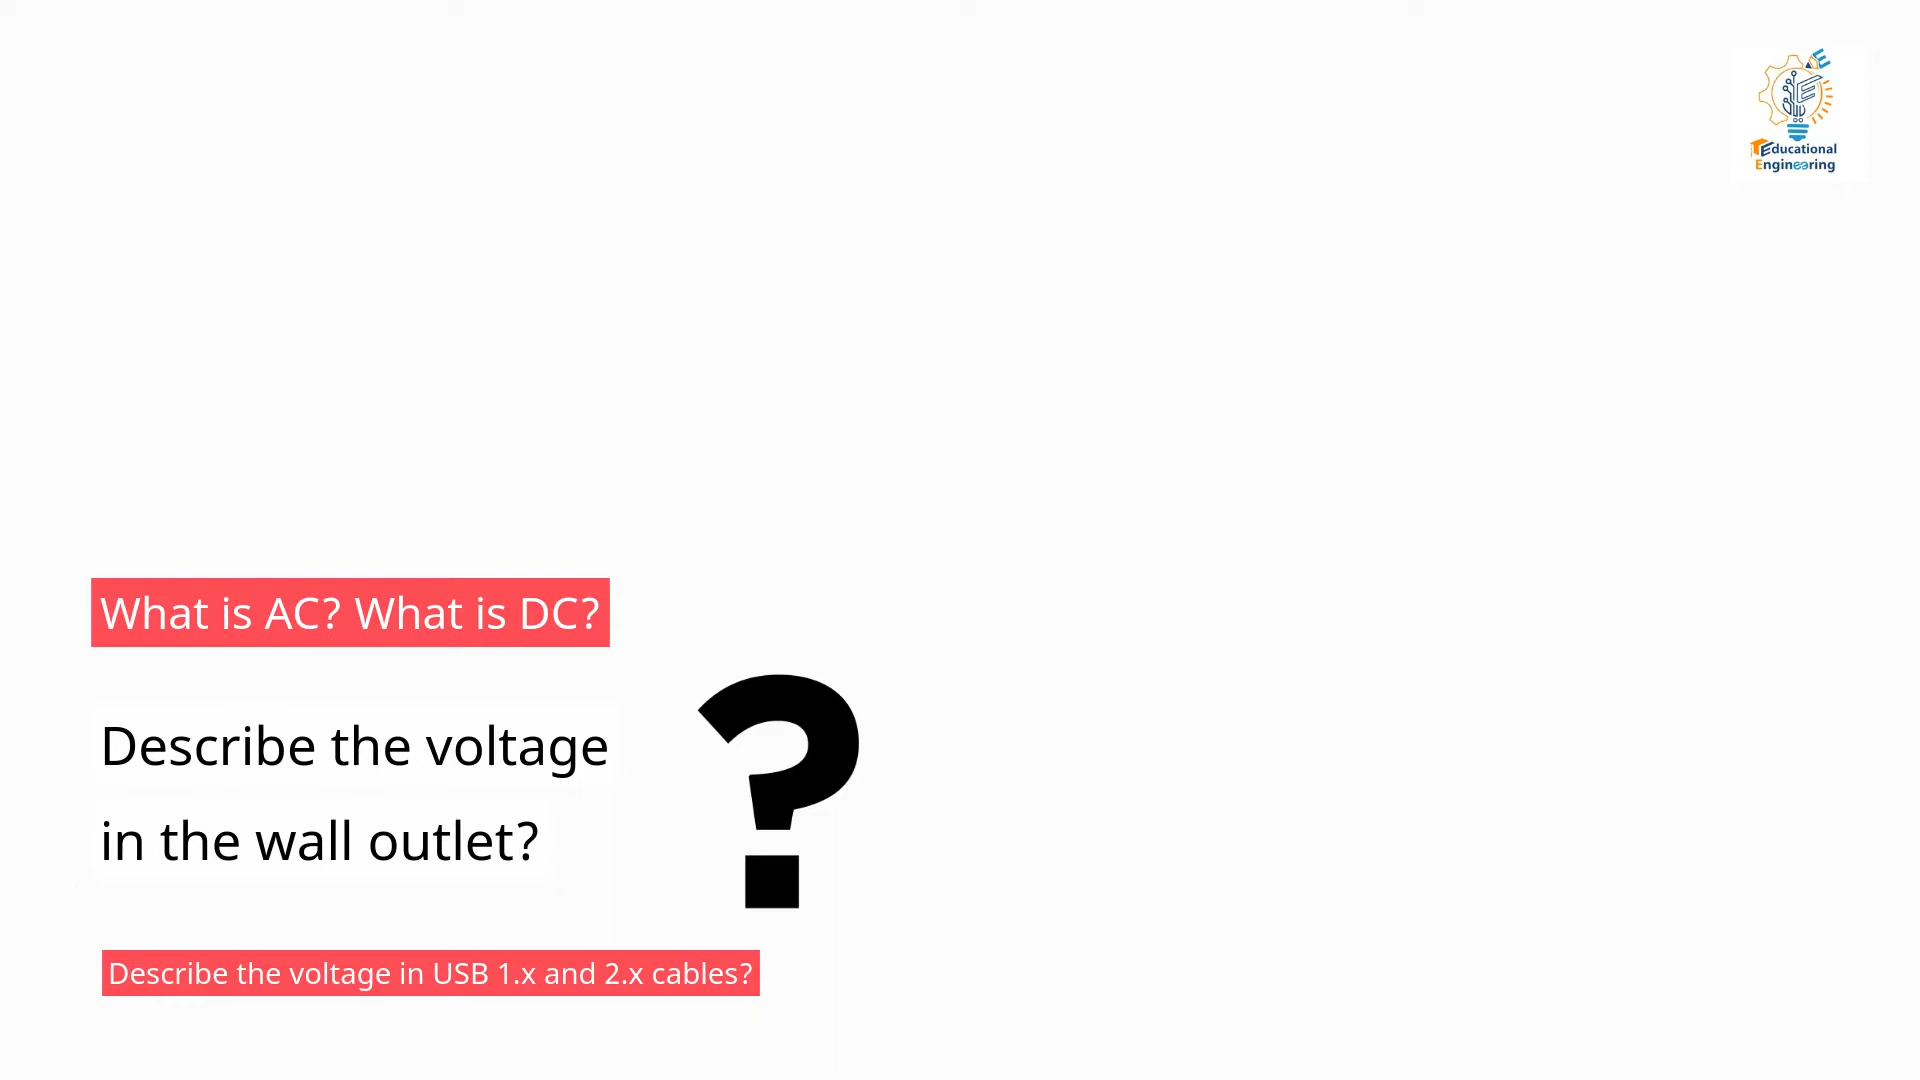 Educational
Engineering
What is AC? What is DC?
Describe the voltage
in the wall outlet?
?
Describe the voltage in USB 1.x and 2.x cables?